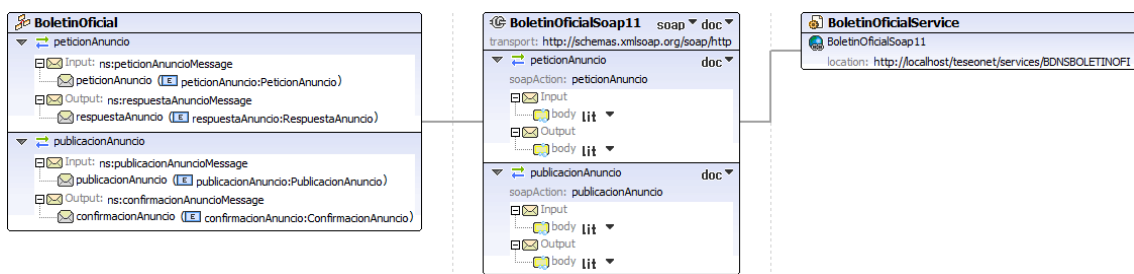 BoletinOficial
peticionAnuncio
Input: ns:peticionAnuncioMessage
peticionAnuncio (E peticionAnuncio:PeticionAnuncio)
Output: ns:respuestaAnuncioMessage
respuestaAnuncio (E respuestaAnuncio:RespuestaAnuncio)
publicacionAnuncio
Input: ns:publicacionAnuncioMessage
publicacionAnuncio (E publicacionAnuncio:PublicacionAnuncio)
Output: ns:confirmacionAnuncioMessage
confirmacionAnuncio (E confirmacionAnuncio:ConfirmacionAnuncio)
BoletinOficialSoap11 soap doc
transport: http://schemas.xmlsoap.org/soap/http
peticionAnuncio doc
soapAction: peticionAnuncio
Input
body lit
Output
body lit
publicacionAnuncio doc
soapAction: publicacionAnuncio
Input
body lit
Output
body lit
BoletinOficialService
BoletinOficialSoap11
location: http://localhost/teseonet/services/BDNSBOLETINOFI